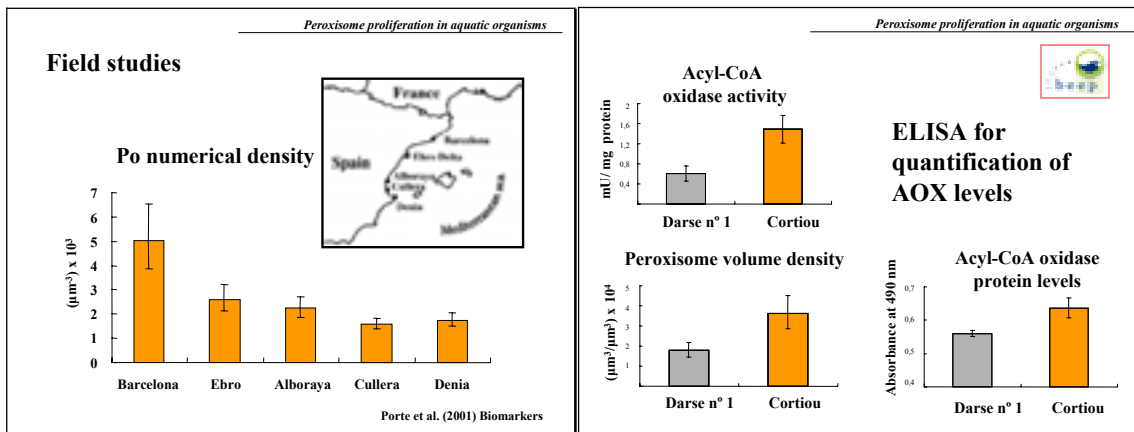 Peroxisome proliferation in aquatic organisms
Field studies
France
Barcelona
Ebro Delta
Spain
Alboraya
Cullera
Denia
Mediterranean sea
Po numerical density
(µm⁻³) x 10³
7
6
5
4
3
2
1
0
Barcelona Ebro Alboraya Cullera Denia
Porte et al. (2001) Biomarkers
Peroxisome proliferation in aquatic organisms
beep
Acyl-CoA
oxidase activity
mU/ mg protein
2
1,6
1,2
0,8
0,4
Darse nº 1 Cortiou
ELISA for
quantification of
AOX levels
Peroxisome volume density
(µm³/µm³) x 10⁴
5
4
3
2
1
Darse nº 1 Cortiou
Acyl-CoA oxidase
protein levels
Absorbance at 490 nm
0,7
0,6
0,5
0,4
Darse nº 1 Cortiou